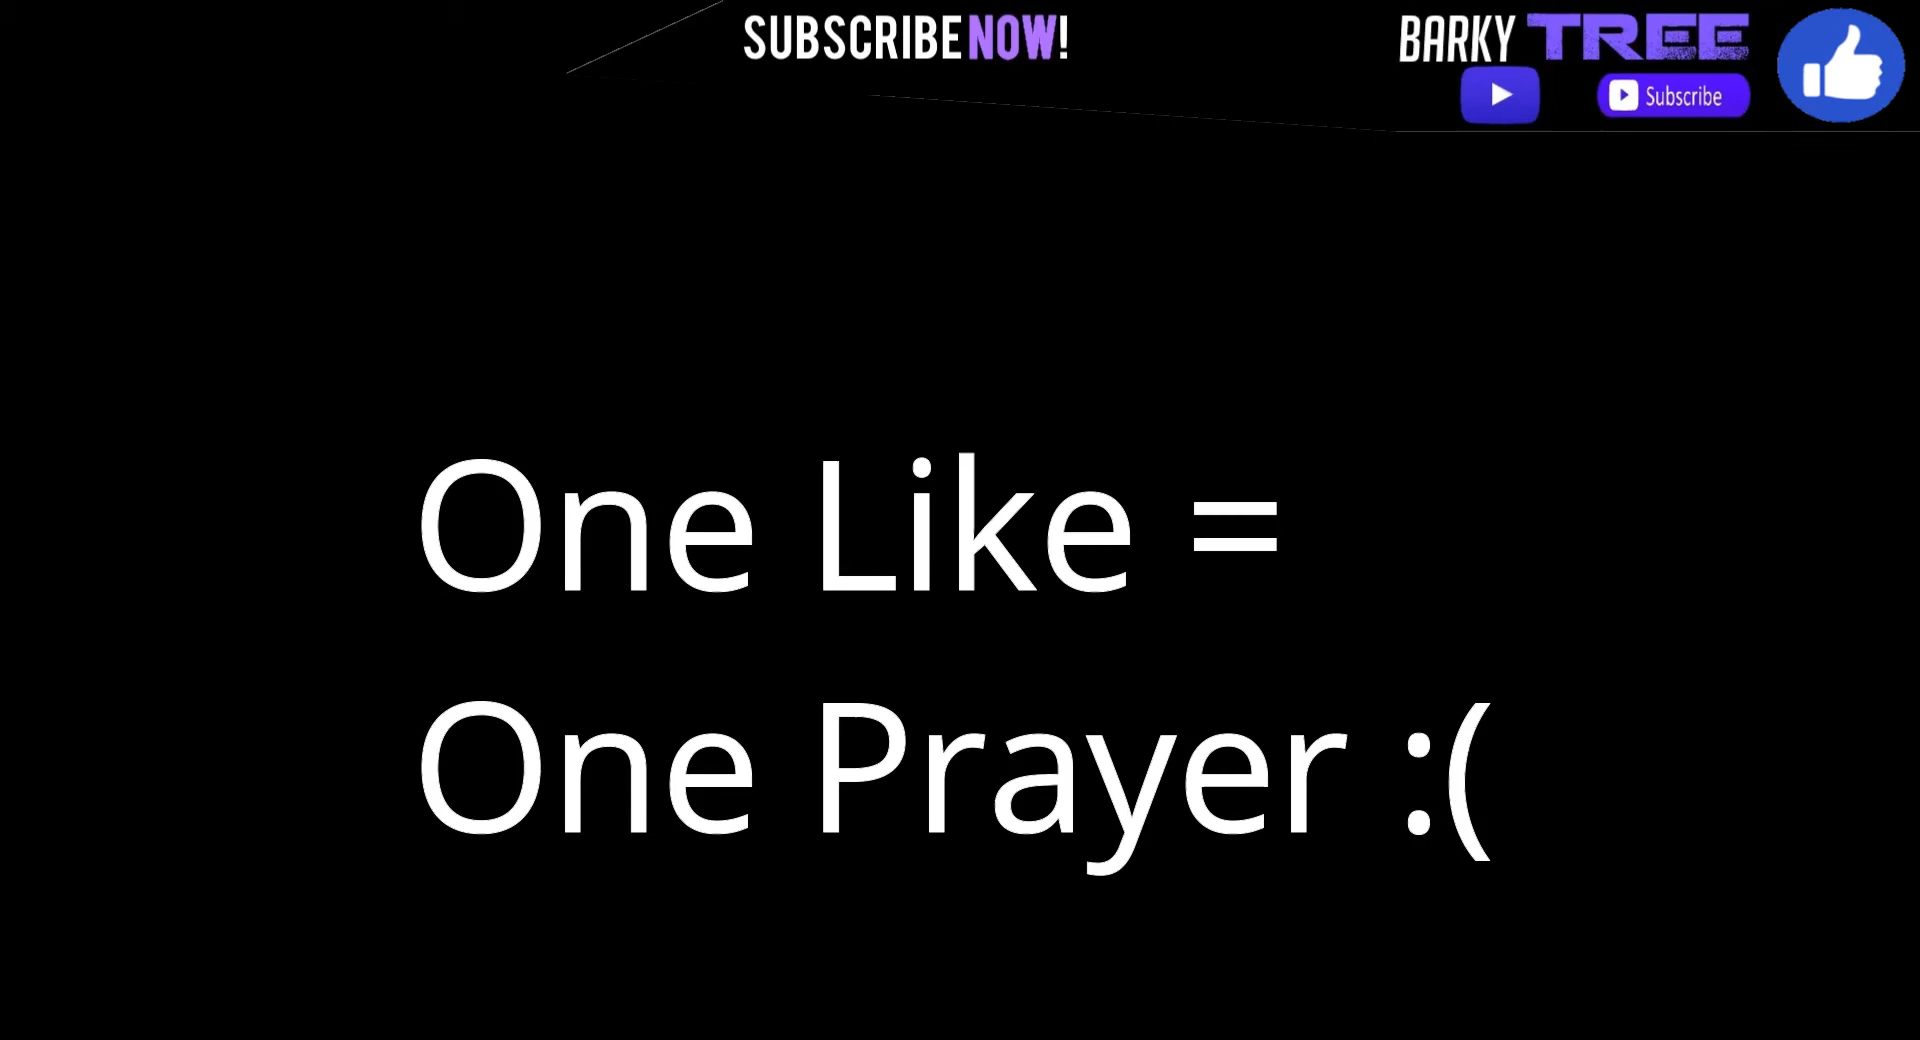 SUBSCRIBE NOW!
BARKY TREE
Subscribe
One Like =
One Prayer :(